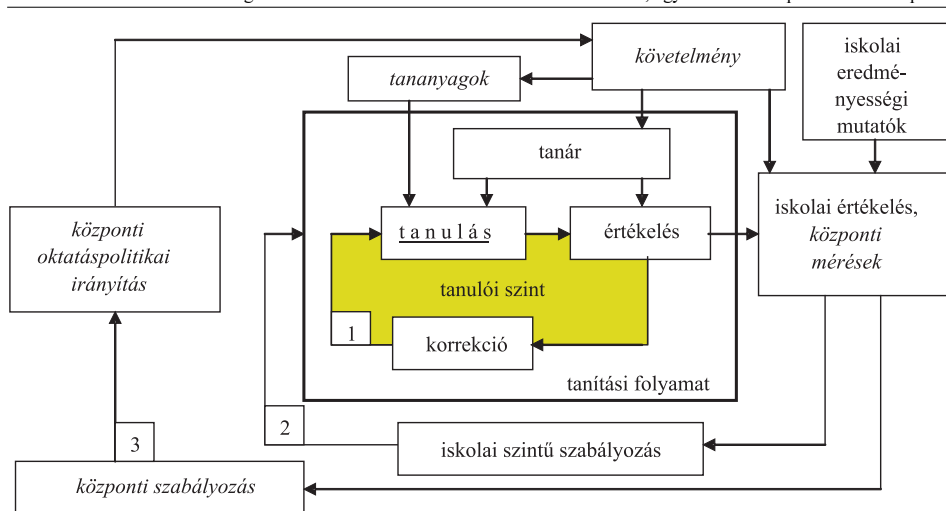 követelmény
iskolai
eredmé-
nyességi
mutatók
tananyagok
tanár
központi
oktatáspolitikai
irányítás
tanulás
értékelés
iskolai értékelés,
központi
mérések
tanulói szint
1
korrekció
tanítási folyamat
2
iskolai szintű szabályozás
3
központi szabályozás